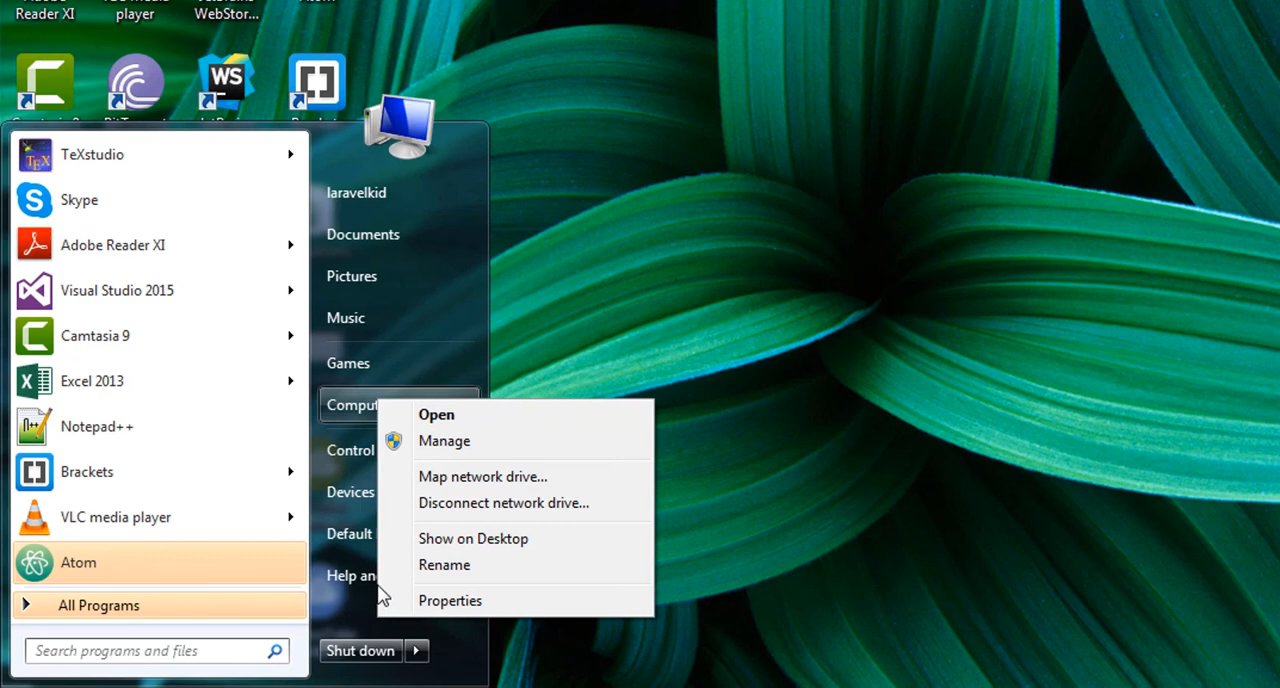 Reader XI
player
WebStor...
WS
TeXstudio
Skype
Adobe Reader XI
Visual Studio 2015
Camtasia 9
Excel 2013
Notepad++
Brackets
VLC media player
Atom
All Programs
Search programs and files
laravelkid
Documents
Pictures
Music
Games
Comput
Control
Devices
Default
Help an
Shut down
Open
Manage
Map network drive...
Disconnect network drive...
Show on Desktop
Rename
Properties